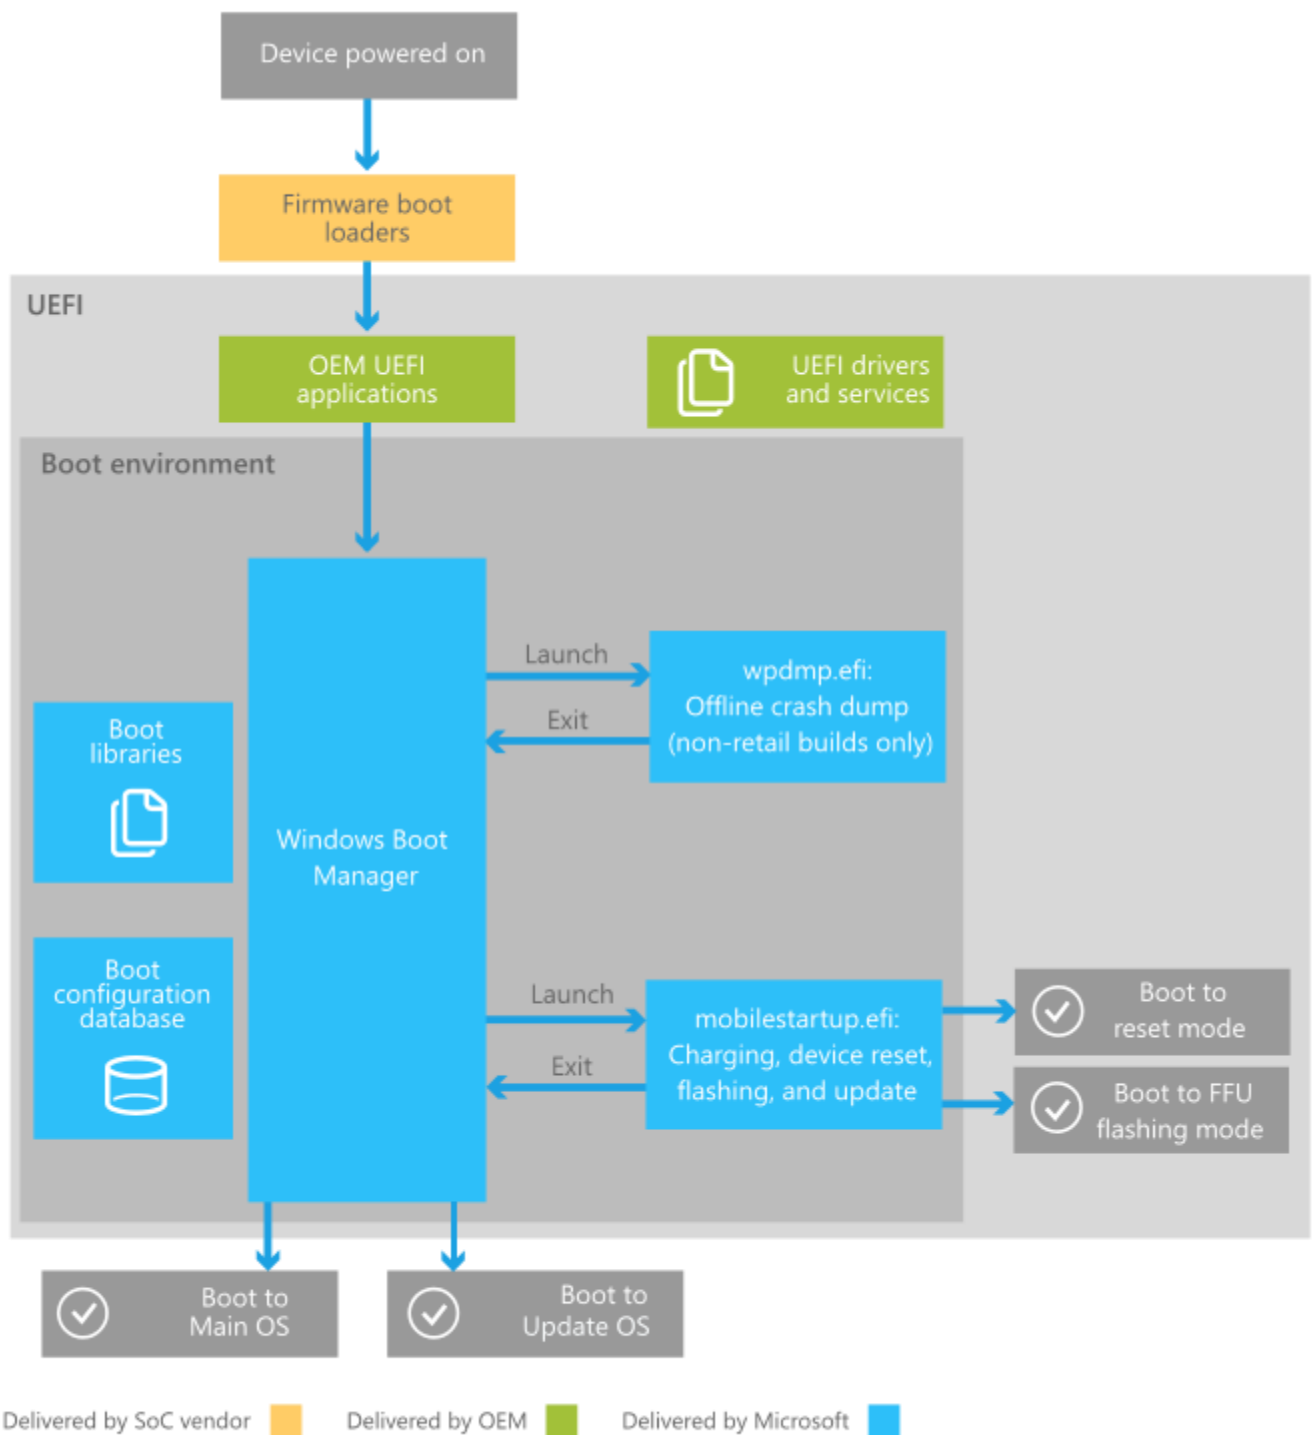 Device powered on
Firmware boot
loaders
UEFI
OEM UEFI
applications
UEFI drivers
and services
Boot environment
Launch
Exit
wpdmp.efi:
Offline crash dump
(non-retail builds only)
Boot
libraries
Windows Boot
Manager
Boot
configuration
database
Launch
Exit
mobilestartup.efi:
Charging, device reset,
flashing, and update
Boot to
reset mode
Boot to FFU
flashing mode
Boot to
Main OS
Boot to
Update OS
Delivered by SoC vendor
Delivered by OEM
Delivered by Microsoft